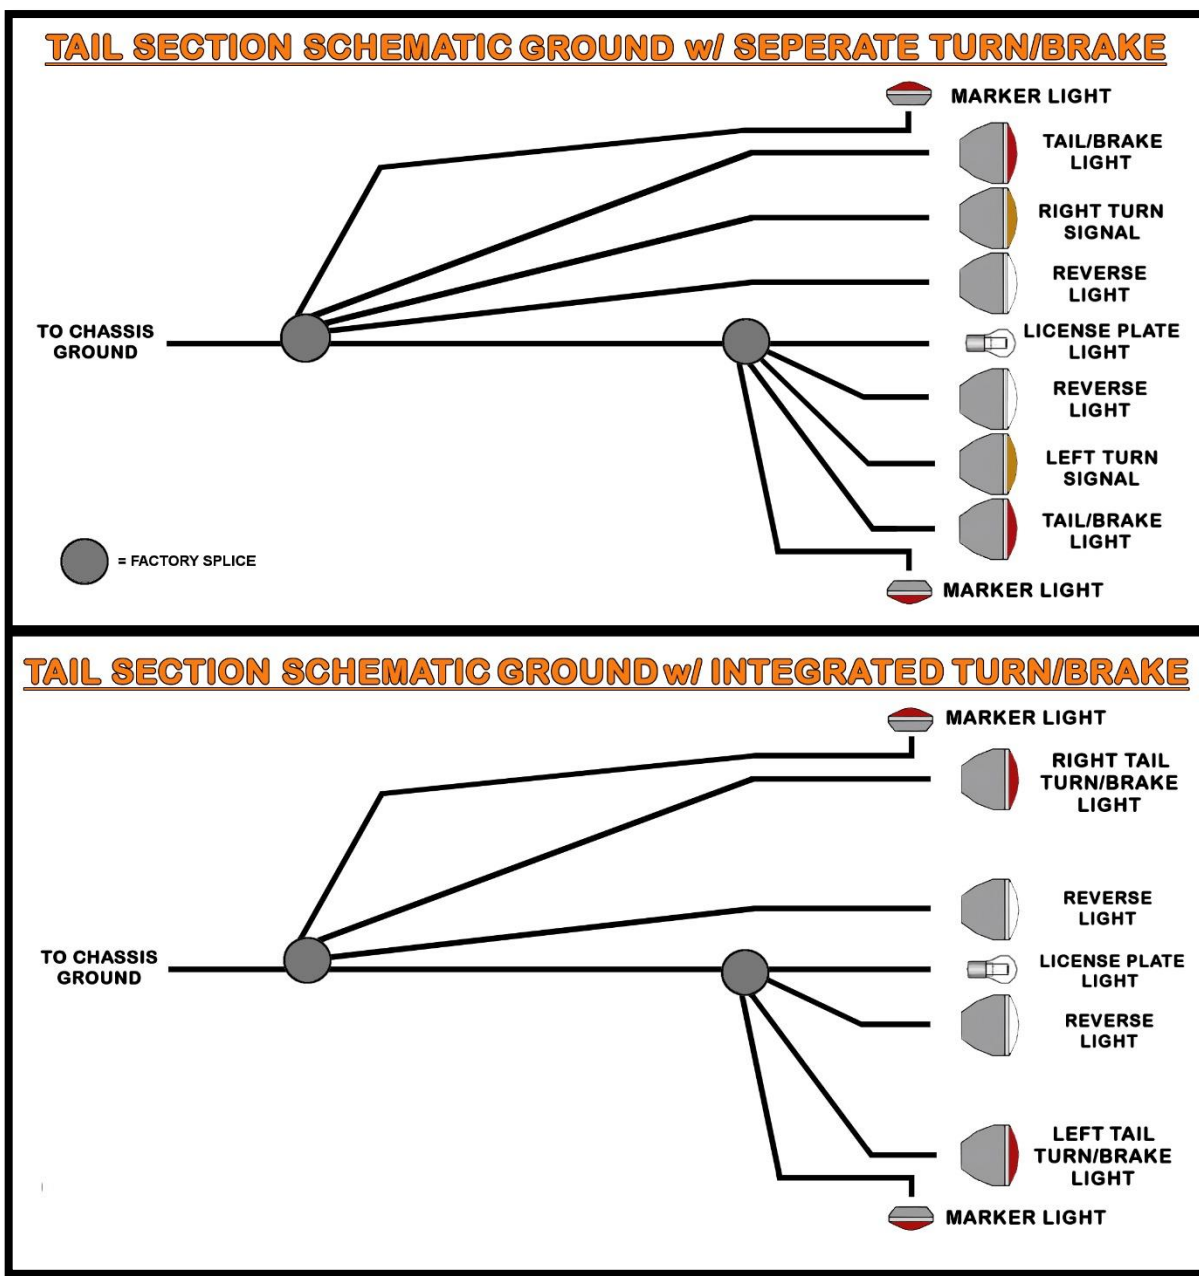 TAIL SECTION SCHEMATIC GROUND w/ SEPERATE TURN/BRAKE
MARKER LIGHT
TAIL/BRAKE
LIGHT
RIGHT TURN
SIGNAL
REVERSE
LIGHT
TO CHASSIS
GROUND
LICENSE PLATE
LIGHT
REVERSE
LIGHT
LEFT TURN
SIGNAL
TAIL/BRAKE
LIGHT
= FACTORY SPLICE
MARKER LIGHT
TAIL SECTION SCHEMATIC GROUND w/ INTEGRATED TURN/BRAKE
MARKER LIGHT
RIGHT TAIL
TURN/BRAKE
LIGHT
REVERSE
LIGHT
TO CHASSIS
GROUND
LICENSE PLATE
LIGHT
REVERSE
LIGHT
LEFT TAIL
TURN/BRAKE
LIGHT
MARKER LIGHT